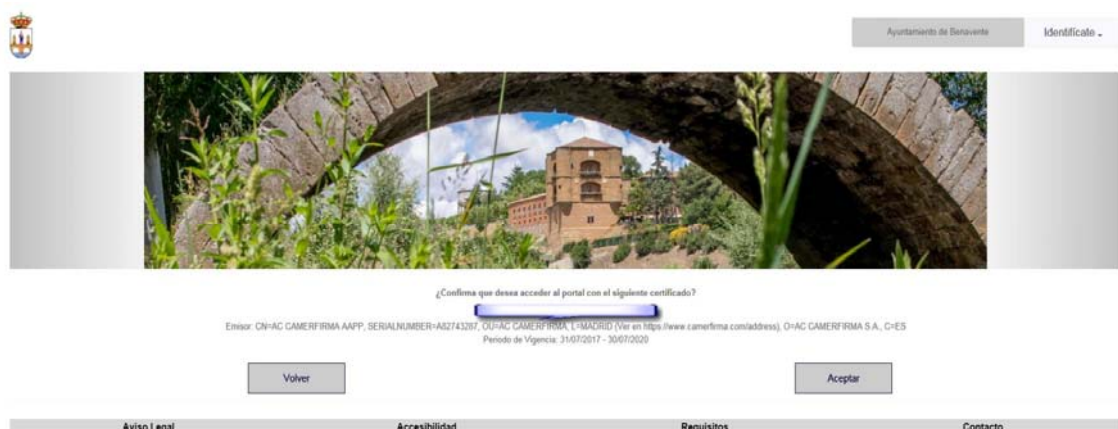 Ayuntamiento de Benavente
Identifícate
¿Confirma que desea acceder al portal con el siguiente certificado?
Emisor: CN=AC CAMERFIRMA AAPP, SERIALNUMBER=A82743287, OU=AC CAMERFIRMA, L=MADRID (Ver en https://www.camerfirma.com/address), O=AC CAMERFIRMA S.A., C=ES
Periodo de Vigencia: 31/07/2017 - 30/07/2020
Volver
Aceptar
Aviso Legal
Accesibilidad
Requisitos
Contacto